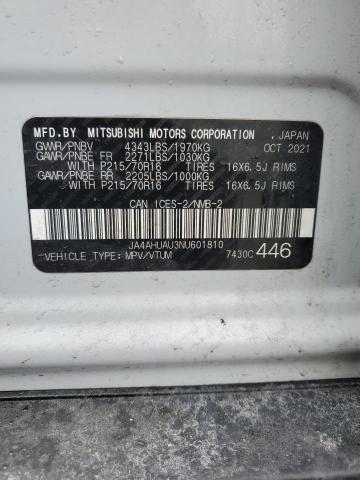 MFD.BY MITSUBISHI MOTORS CORPORATION , JAPAN
GVWR/PNBV 4343LBS/1970KG OCT 2021
GAWR/PNBE FR 2271LBS/1030KG
WITH P215/70R16 TIRES 16X6.5J RIMS
GAWR/PNBE RR 2205LBS/1000KG
WITH P215/70R16 TIRES 16X6.5J RIMS
CAN ICES-2/NMB-2
JA4AHUAU3NU601810
VEHICLE TYPE: MPV/VTUM 7430C 446